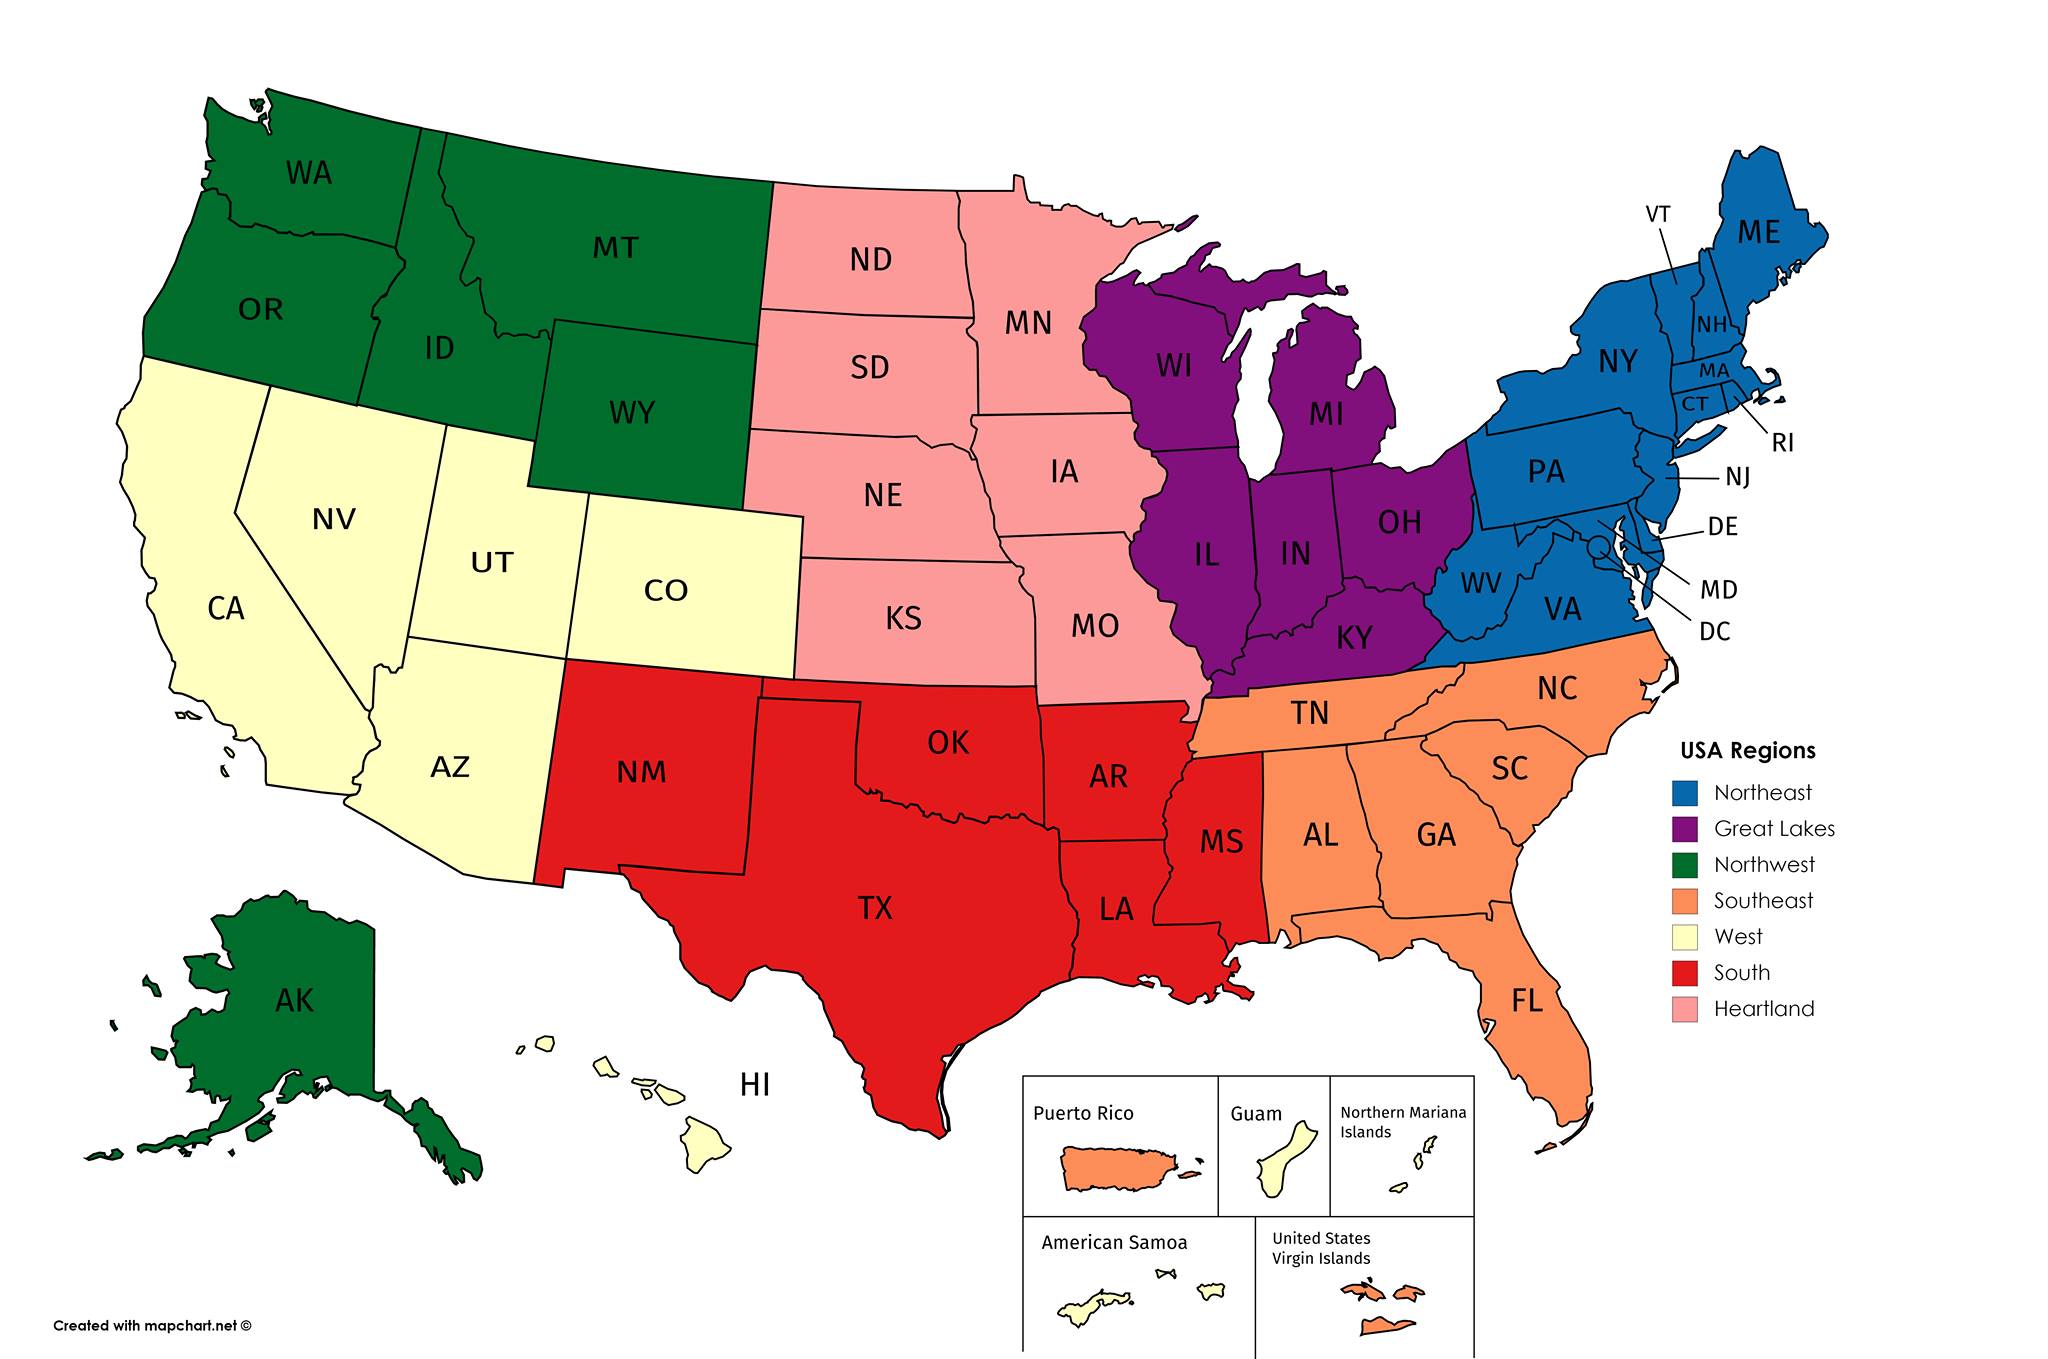 WA
MT
ND
MN
VT
ME
OR
ID
SD
WI
NH
NY
MA
WY
MI
CT
RI
IA
PA
NJ
NE
NV
OH
DE
UT
IL
IN
CO
WV
MD
CA
KS
MO
KY
VA
DC
NC
TN
OK
AZ
NM
AR
SC
MS
AL
GA
TX
LA
AK
FL
HI
USA Regions
Northeast
Great Lakes
Northwest
Southeast
West
South
Heartland
Puerto Rico
Guam
Northern Mariana
Islands
American Samoa
United States
Virgin Islands
Created with mapchart.net ©